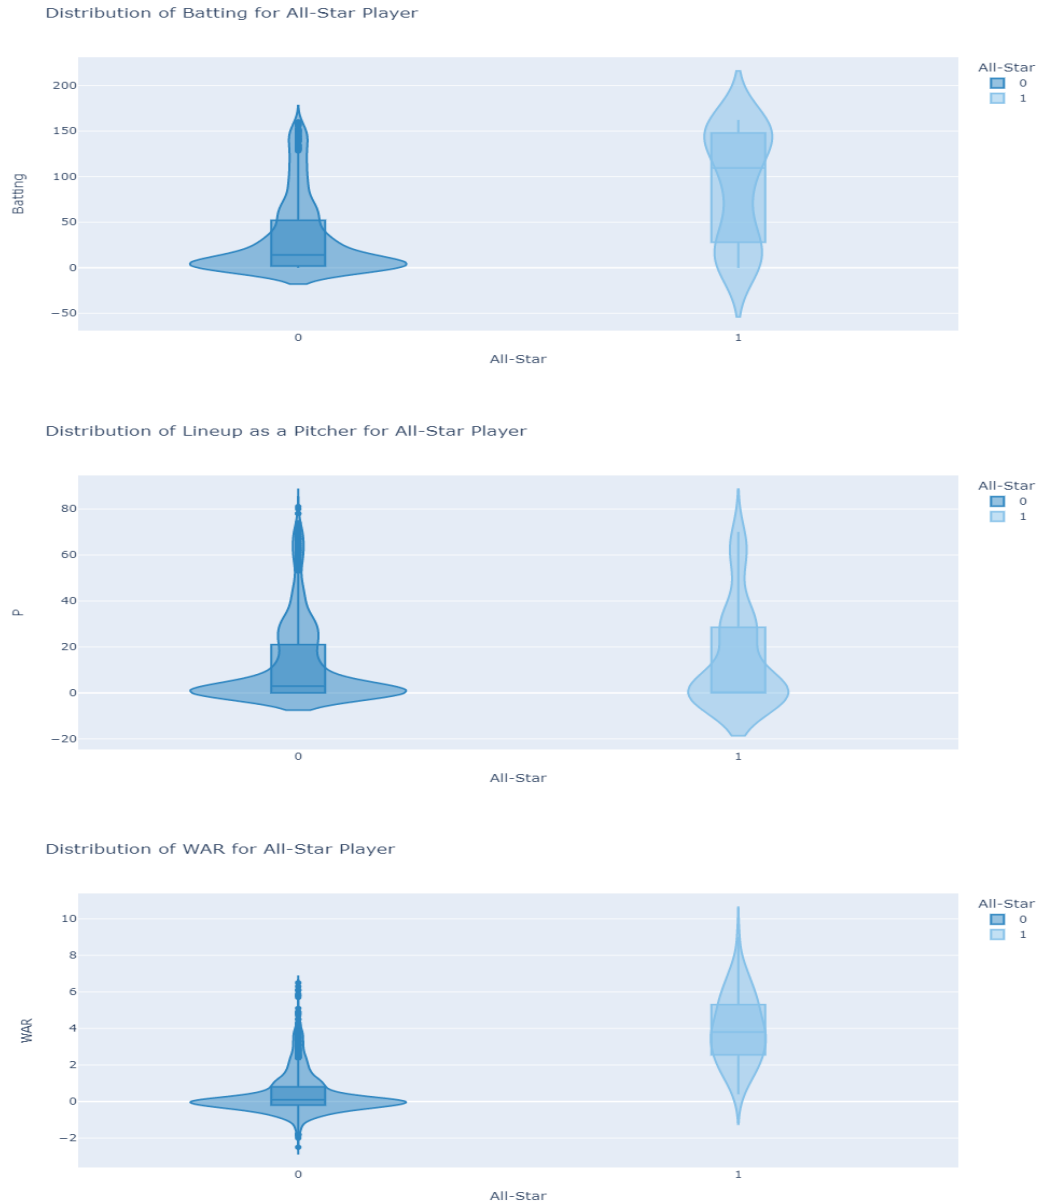 Distribution of Batting for All-Star Player
All-Star
0
1
200
150
100
50
0
−50
Batting
0
1
All-Star
Distribution of Lineup as a Pitcher for All-Star Player
All-Star
0
1
80
60
40
20
0
−20
P
0
1
All-Star
Distribution of WAR for All-Star Player
All-Star
0
1
10
8
6
4
2
0
−2
WAR
0
1
All-Star